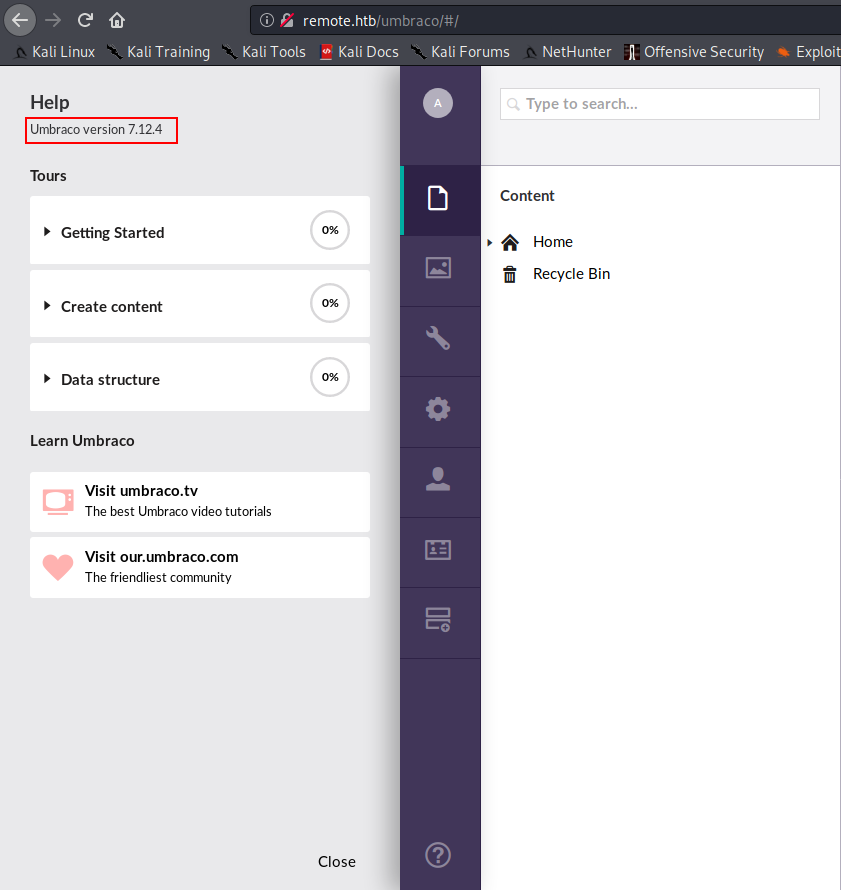 remote.htb/umbraco/#/
Kali Linux Kali Training Kali Tools Kali Docs Kali Forums NetHunter Offensive Security Exploit
Help
Umbraco version 7.12.4
Tours
Getting Started 0%
Create content 0%
Data structure 0%
Learn Umbraco
Visit umbraco.tv
The best Umbraco video tutorials
Visit our.umbraco.com
The friendliest community
Close
A
Type to search...
Content
Home
Recycle Bin